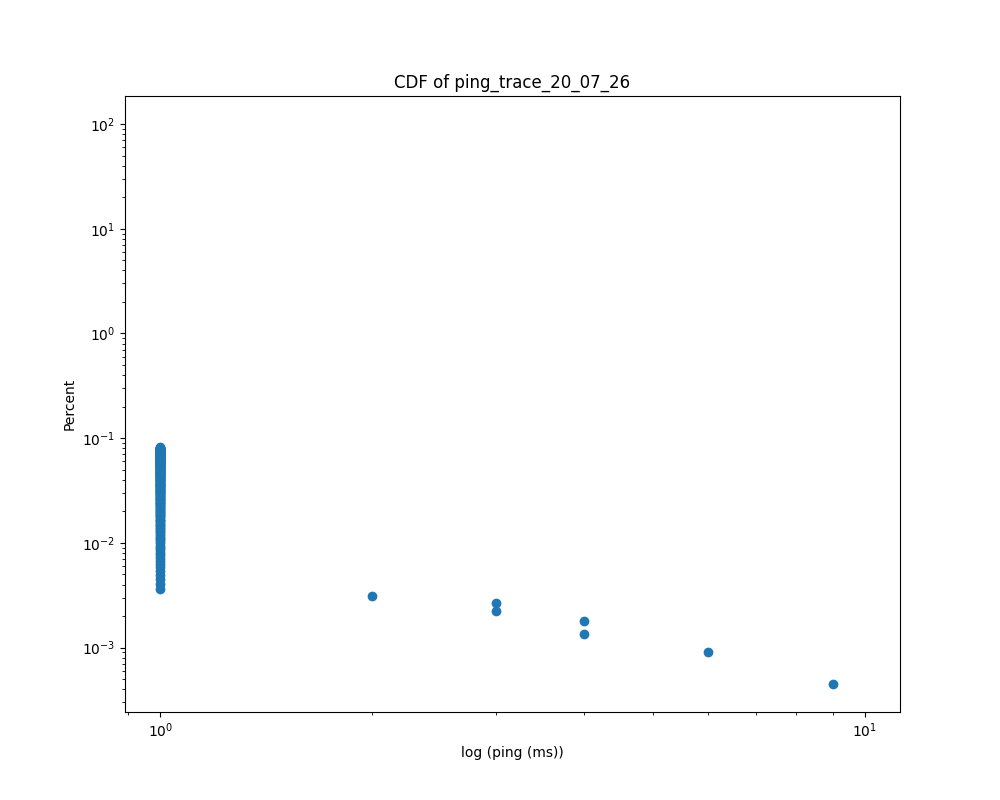 CDF of ping_trace_20_07_26
10²
10¹
10⁰
Percent
10⁻¹
10⁻²
10⁻³
10⁰ 10¹
log (ping (ms))